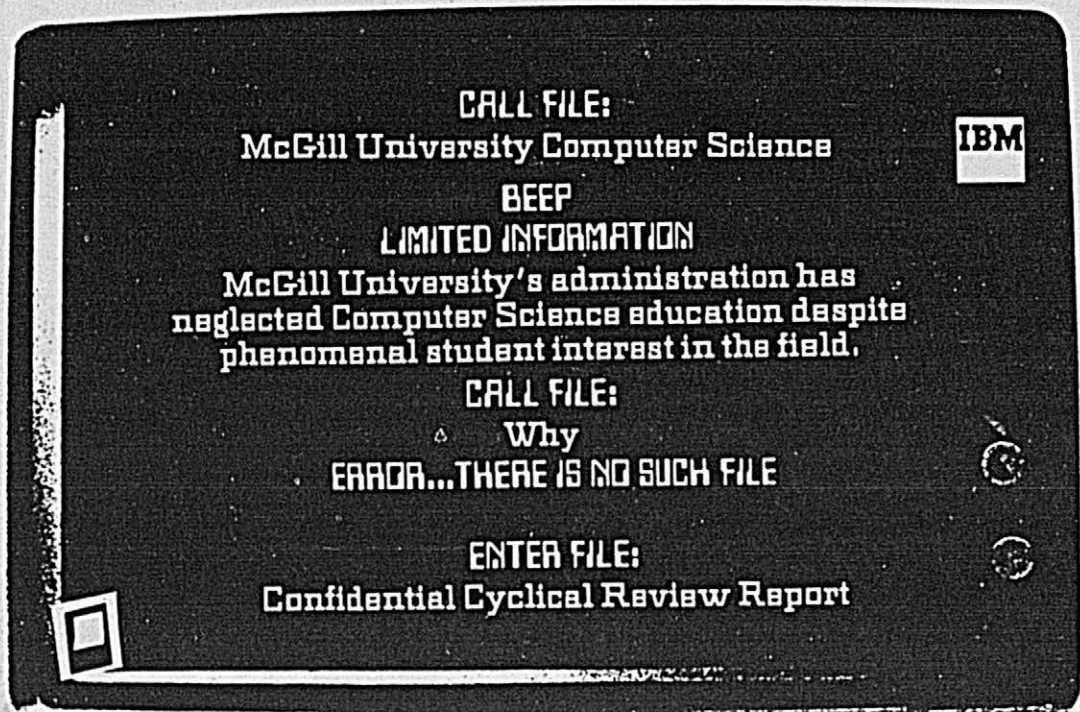 CALL FILE:
McGill University Computer Science
IBM
BEEP
LIMITED INFORMATION
McGill University's administration has
neglected Computer Science education despite
phenomenal student interest in the field.
CALL FILE:
Why
ERROR...THERE IS NO SUCH FILE
ENTER FILE:
Confidential Cyclical Review Report